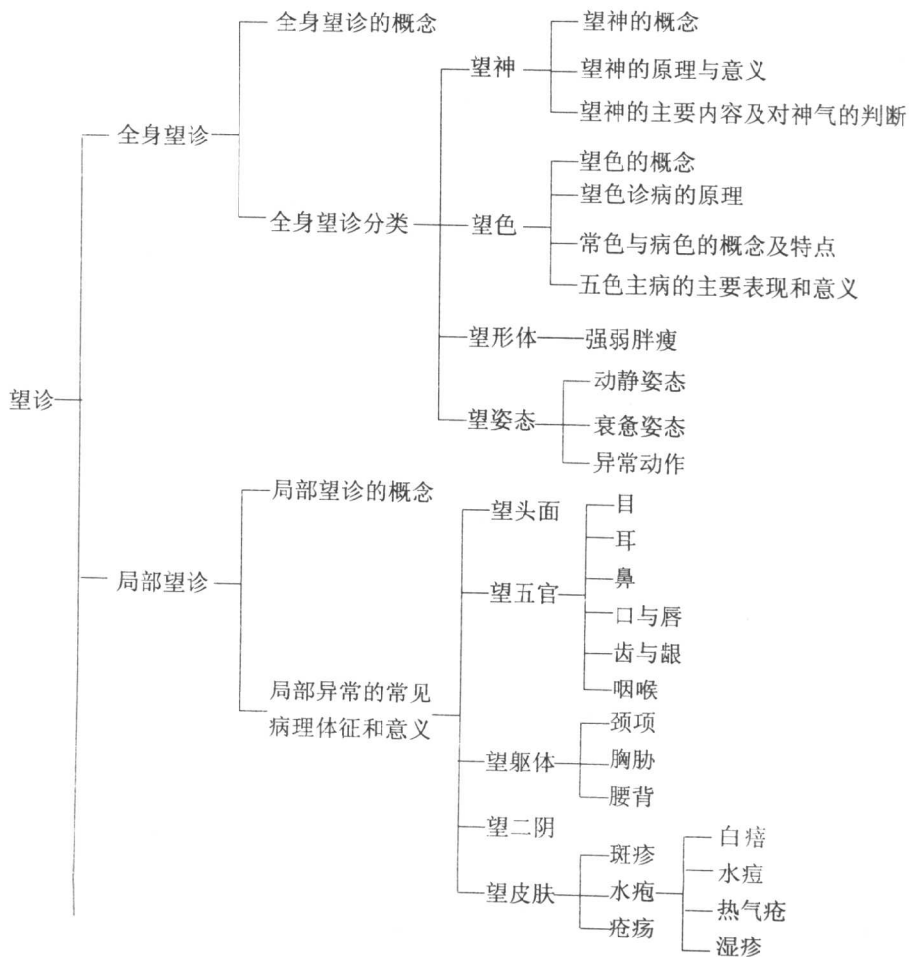 望诊
全身望诊
全身望诊的概念
全身望诊分类
望神
望神的概念
望神的原理与意义
望神的主要内容及对神气的判断
望色
望色的概念
望色诊病的原理
常色与病色的概念及特点
五色主病的主要表现和意义
望形体
强弱胖瘦
望姿态
动静姿态
衰惫姿态
异常动作
局部望诊
局部望诊的概念
局部异常的常见
病理体征和意义
望头面
望五官
目
耳
鼻
口与唇
齿与龈
咽喉
望躯体
颈项
胸胁
腰背
望二阴
望皮肤
斑疹
水疱
白㾦
水痘
热气疮
湿疹
疮疡